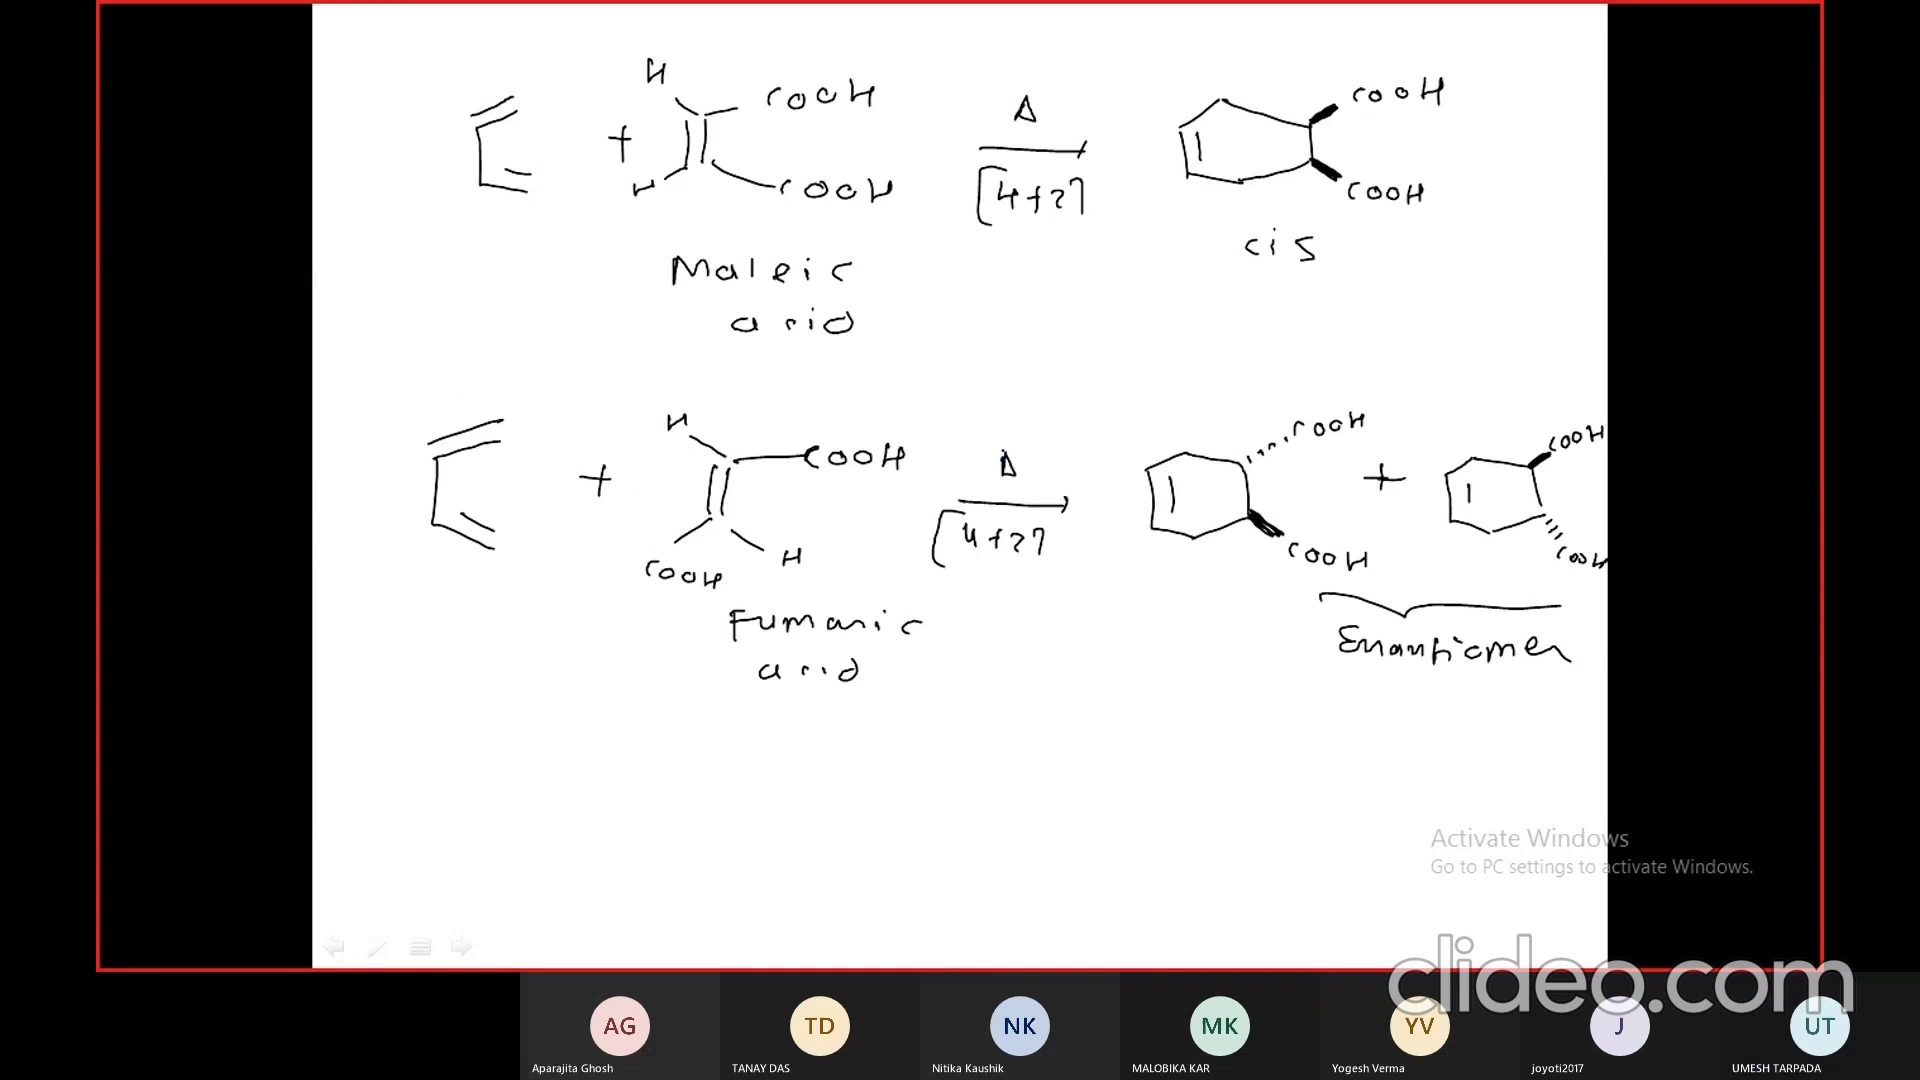 H
COOH
Δ
COOH
+
H
COOH
[4+2]
COOH
cis
Maleic
acid
H
COOH
COOH
COOH
Δ
+
+
[4+2]
COOH
H
COOH
COOH
Fumaric
acid
Enantiomer
Activate Windows
Go to PC settings to activate Windows.
clideo.com
AG
TD
NK
MK
YV
J
UT
Aparajita Ghosh
TANAY DAS
Nitika Kaushik
MALOBIKA KAR
Yogesh Verma
joyoti2017
UMESH TARPADA